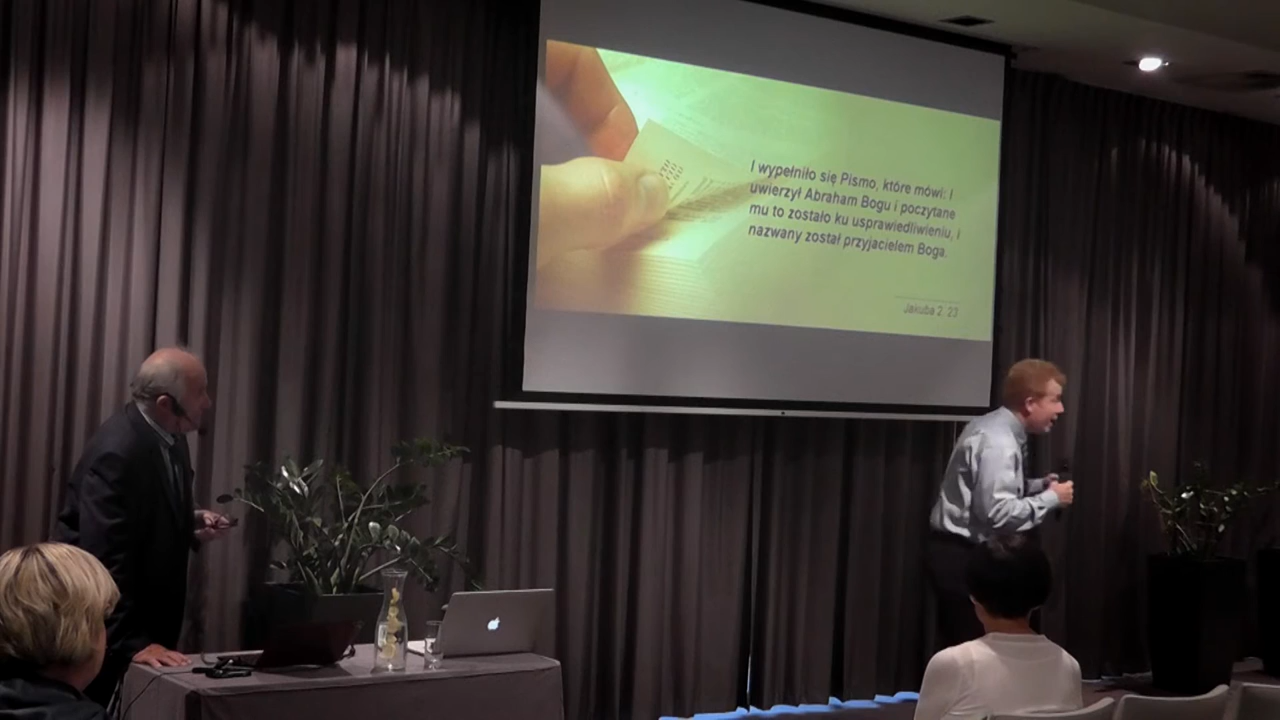 I wypełniło się Pismo, które mówi: I
uwierzył Abraham Bogu i poczytane
mu to zostało ku usprawiedliwieniu, i
nazwany został przyjacielem Boga.
Jakuba 2, 23